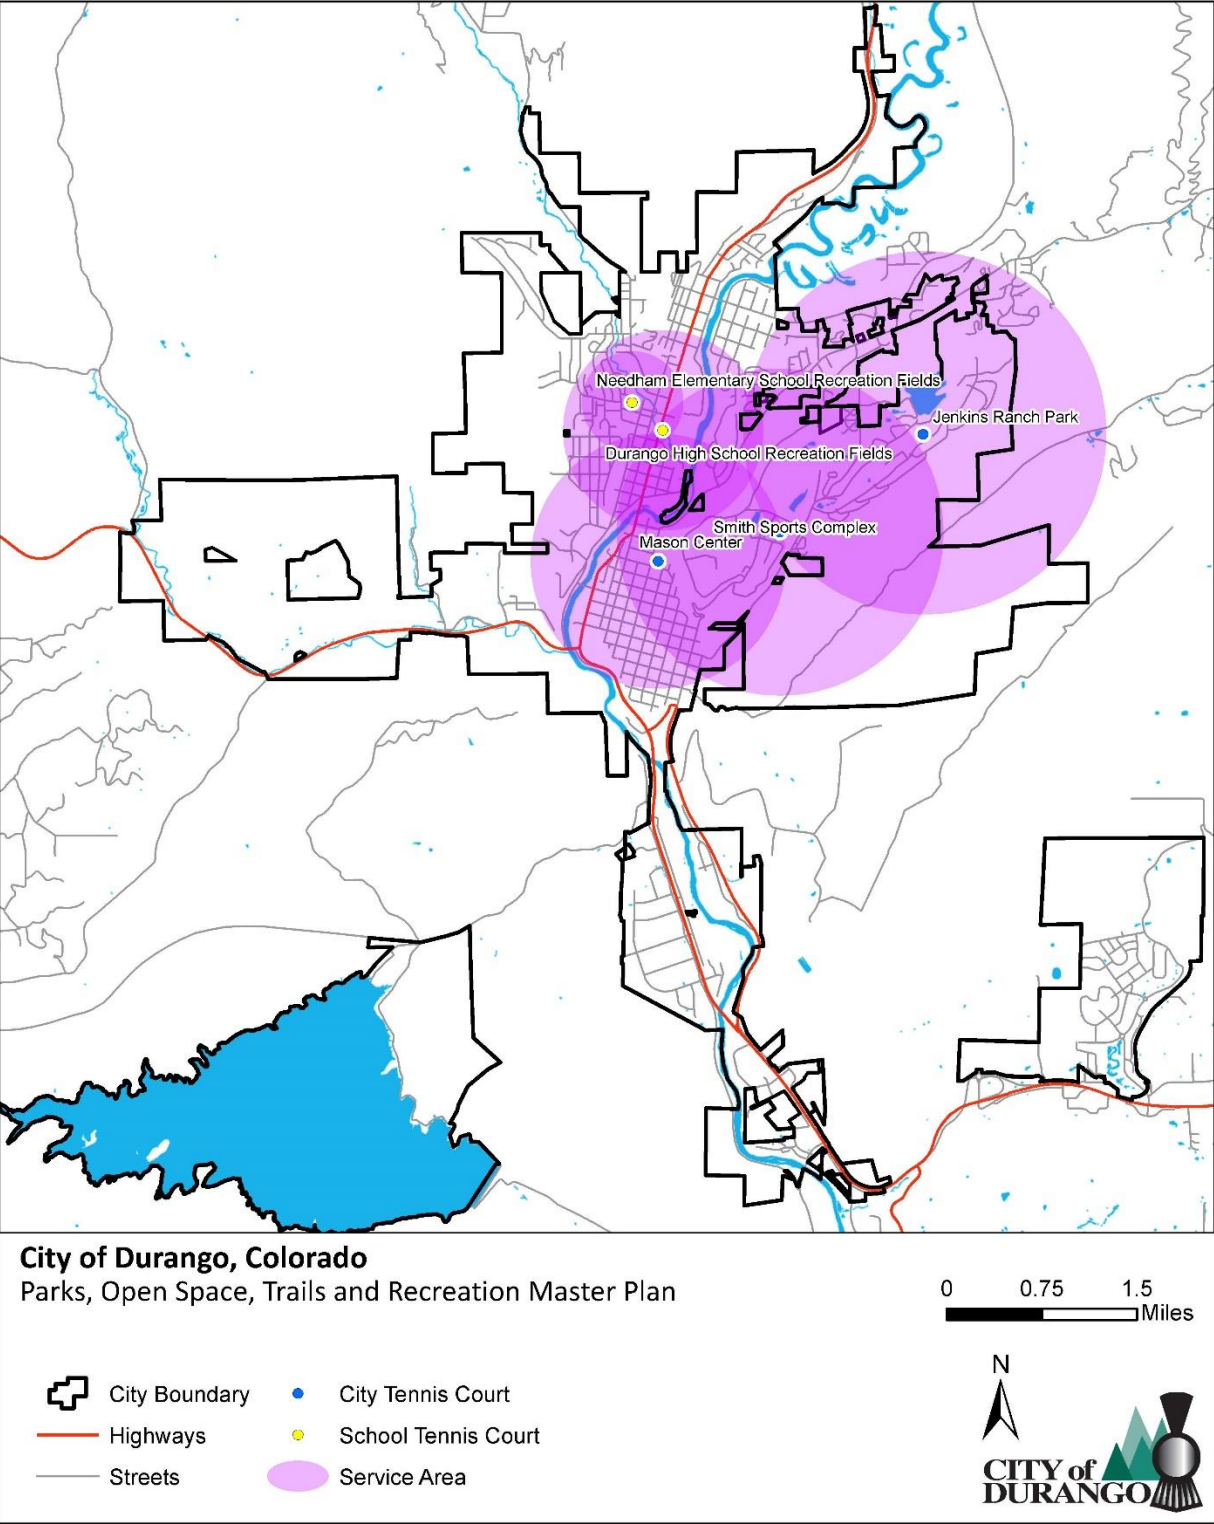 Needham Elementary School Recreation Fields
Jenkins Ranch Park
Durango High School Recreation Fields
Smith Sports Complex
Mason Center
City of Durango, Colorado
Parks, Open Space, Trails and Recreation Master Plan
0 0.75 1.5
Miles
N
City Boundary
City Tennis Court
Highways
School Tennis Court
Streets
Service Area
CITY of
DURANGO